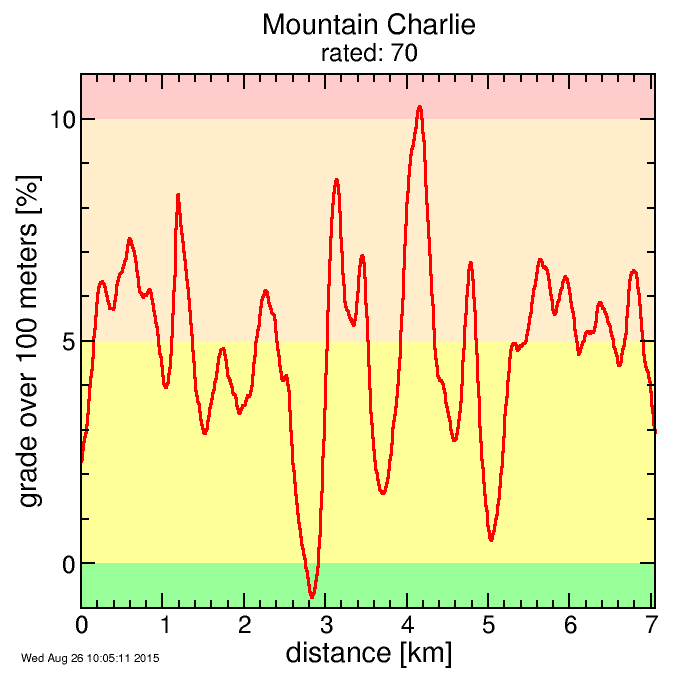 Mountain Charlie
rated: 70
grade over 100 meters [%]
10
5
0
0 1 2 3 4 5 6 7
distance [km]
Wed Aug 26 10:05:11 2015